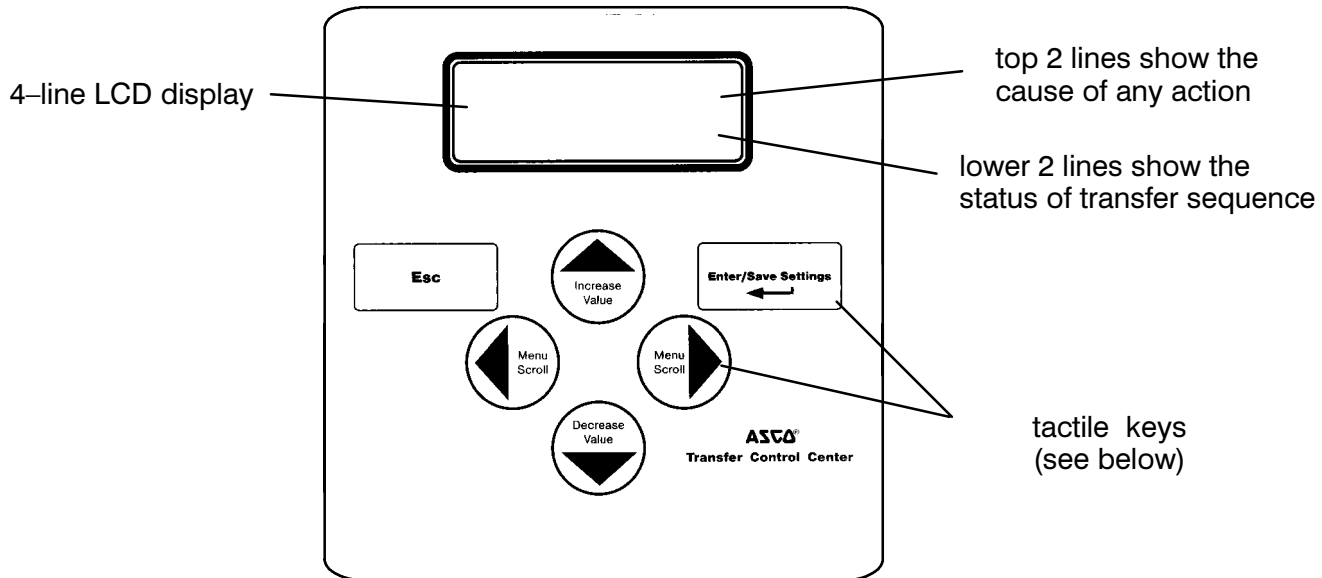 4–line LCD display
top 2 lines show the
cause of any action
lower 2 lines show the
status of transfer sequence
Esc
Increase
Value
Enter/Save Settings
Menu
Scroll
Menu
Scroll
Decrease
Value
ASCO®
Transfer Control Center
tactile keys
(see below)